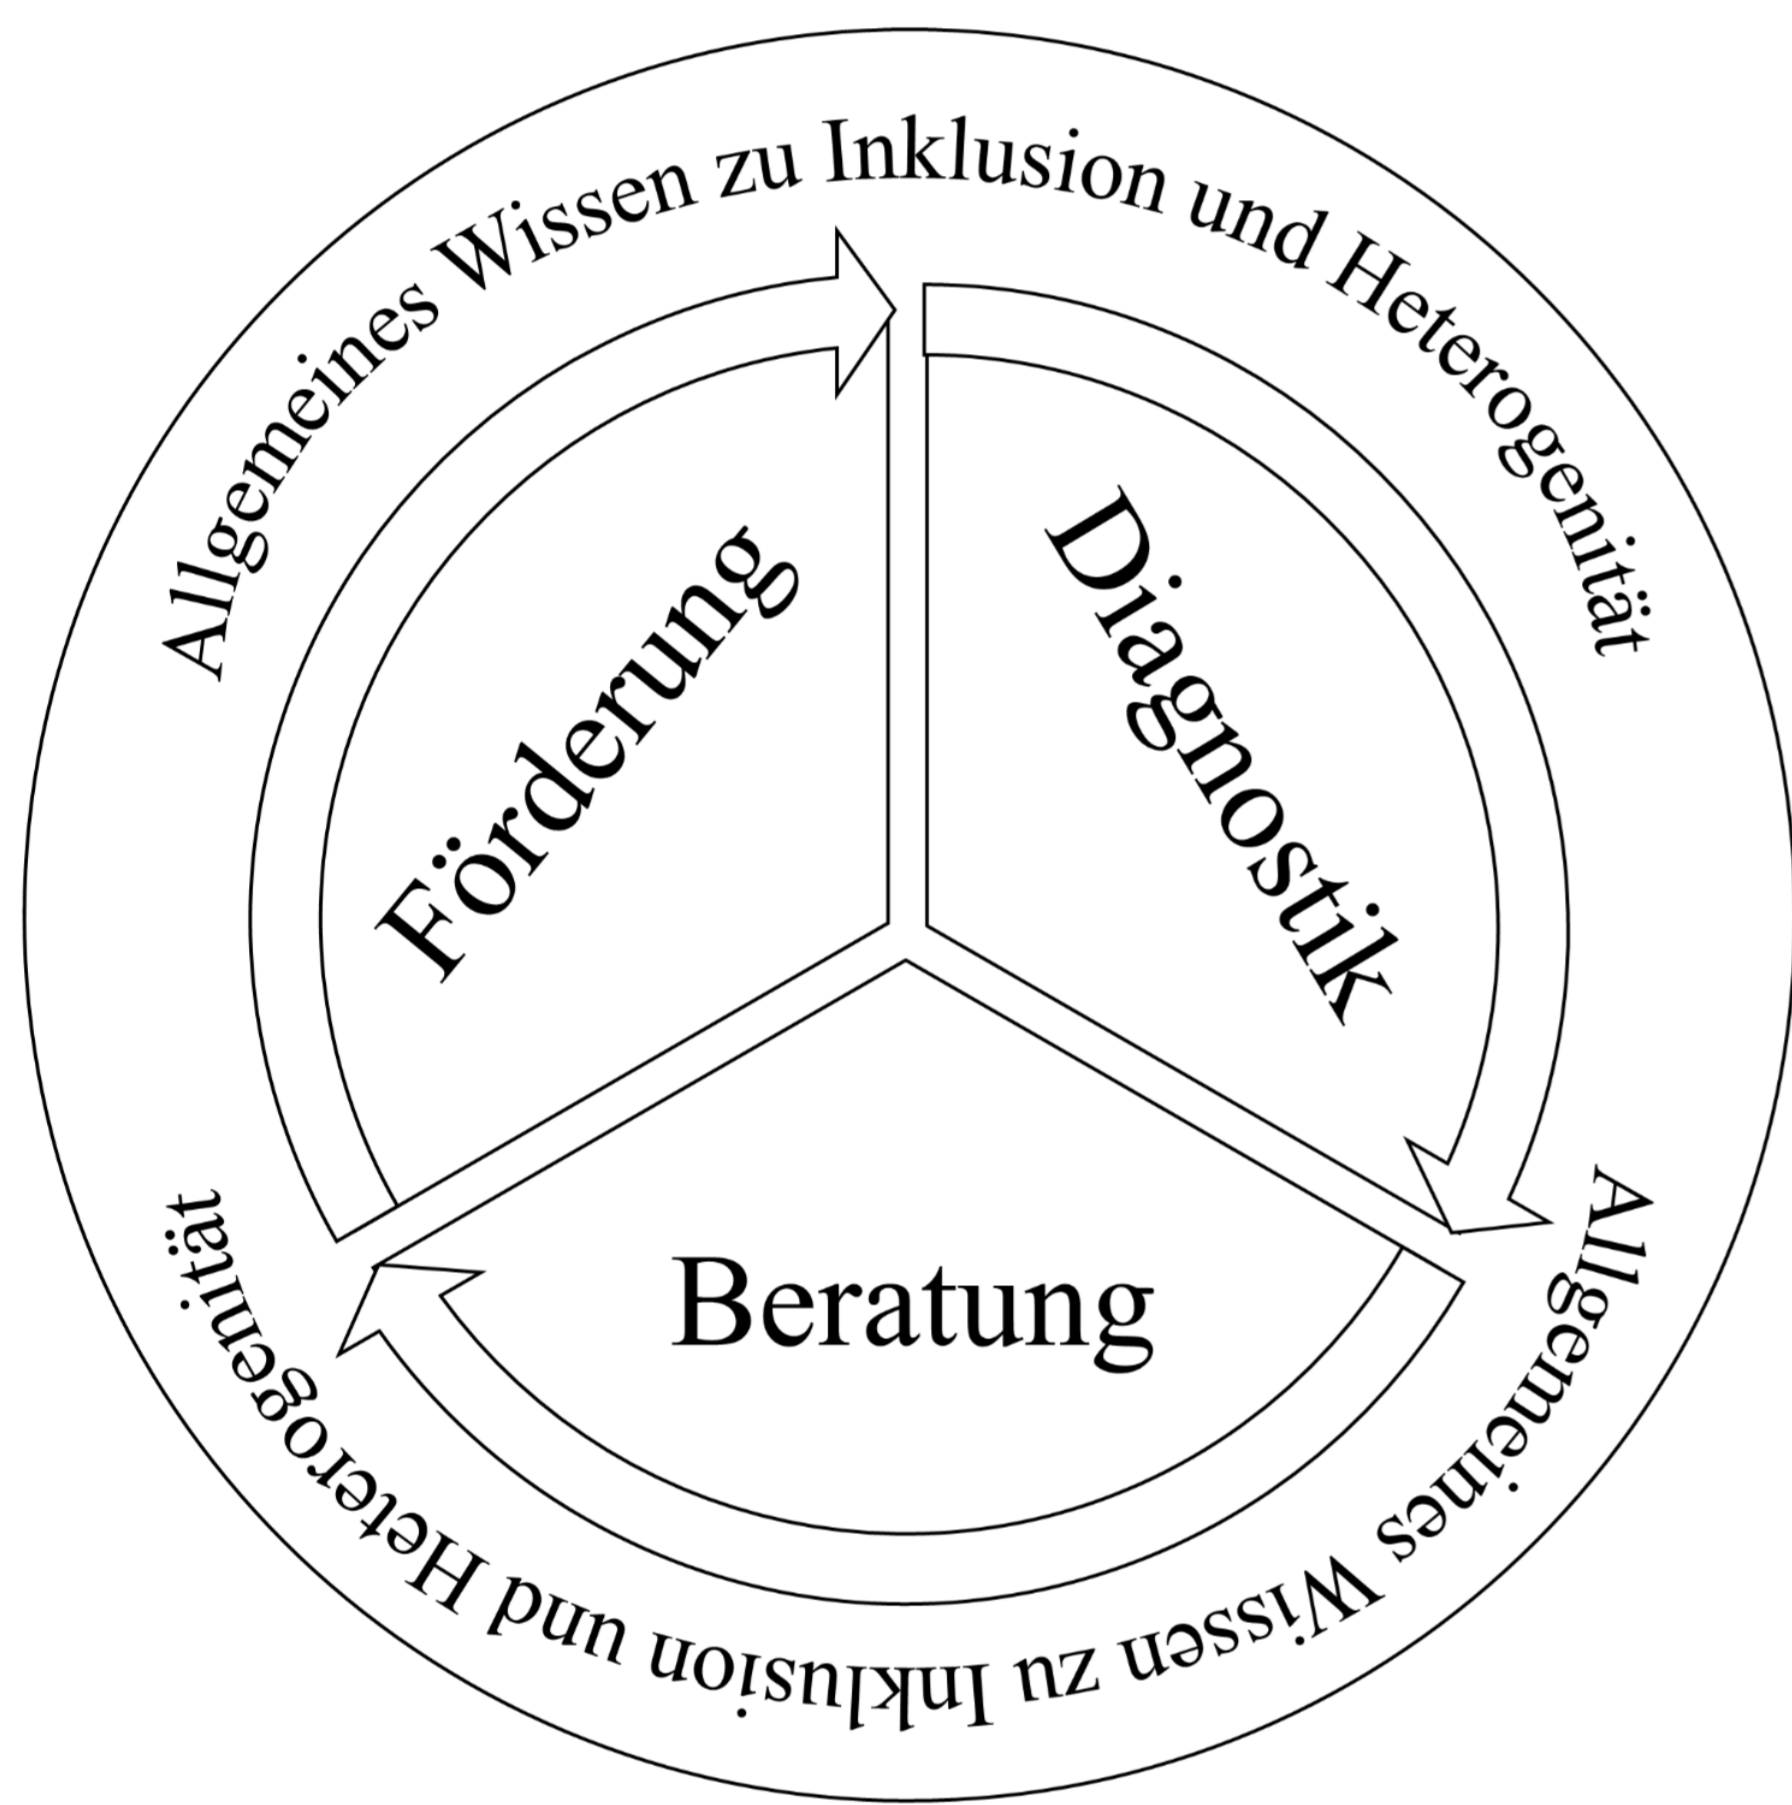 Allgemeines Wissen zu Inklusion und Heterogenität
Förderung
Diagnostik
Beratung
Allgemeines Wissen zu Inklusion und Heterogenität